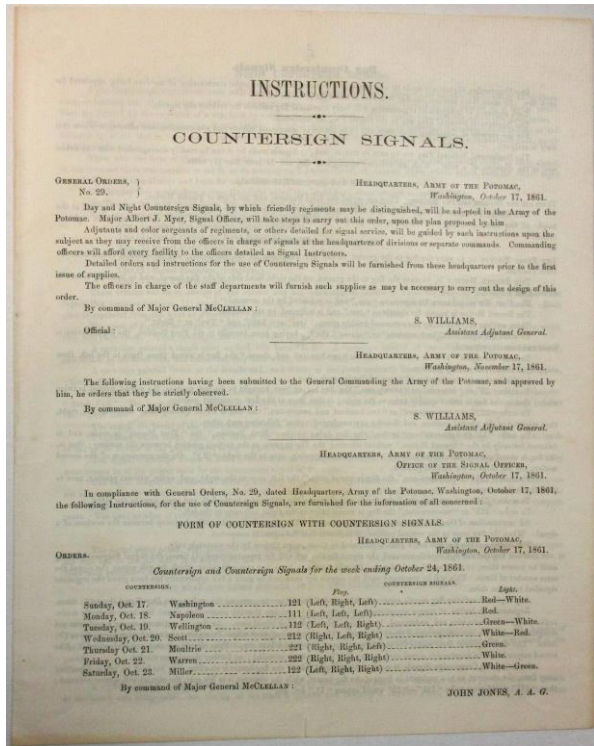 INSTRUCTIONS.
COUNTERSIGN SIGNALS.
GENERAL ORDERS, }
No. 29. }
HEADQUARTERS, ARMY OF THE POTOMAC,
Washington, October 17, 1861.
Day and Night Countersign Signals, by which friendly regiments may be distinguished, will be adopted in the Army of the
Potomac. Major Albert J. Myer, Signal Officer, will take steps to carry out this order, upon the plan proposed by him.
Adjutants and color sergeants of regiments, or others detailed for signal service, will be guided by such instructions upon the
subject as they may receive from the officers in charge of signals at the headquarters of divisions or separate commands. Commanding
officers will afford every facility to the officers detailed as Signal Instructors.
Detailed orders and instructions for the use of Countersign Signals will be furnished from these headquarters prior to the first
issue of supplies.
The officers in charge of the staff departments will furnish such supplies as may be necessary to carry out the design of this
order.
By command of Major General MCCLELLAN :
S. WILLIAMS,
Official :
Assistant Adjutant General.
HEADQUARTERS, ARMY OF THE POTOMAC,
Washington, November 17, 1861.
The following instructions having been submitted to the General Commanding the Army of the Potomac, and approved by
him, he orders that they be strictly observed.
By command of Major General MCCLELLAN :
S. WILLIAMS,
Assistant Adjutant General.
HEADQUARTERS, ARMY OF THE POTOMAC,
OFFICE OF THE SIGNAL OFFICER,
Washington, October 17, 1861.
In compliance with General Orders, No. 29, dated Headquarters, Army of the Potomac, Washington, October 17, 1861,
the following Instructions, for the use of Countersign Signals, are furnished for the information of all concerned :
FORM OF COUNTERSIGN WITH COUNTERSIGN SIGNALS.
HEADQUARTERS, ARMY OF THE POTOMAC,
Washington, October 17, 1861.
ORDERS.
Countersign and Countersign Signals for the week ending October 24, 1861.
COUNTERSIGN. COUNTERSIGN SIGNALS.
Flag. Light.
Sunday, Oct. 17. Washington 121 (Left, Right, Left) Red—White.
Monday, Oct. 18. Napoleon 111 (Left, Left, Left) Red.
Tuesday, Oct. 19. Wellington 112 (Left, Left, Right) Green—White.
Wednesday, Oct. 20. Scott 212 (Right, Left, Right) White—Red.
Thursday Oct. 21. Moultrie 221 (Right, Right, Left) Green.
Friday, Oct. 22. Warren 222 (Right, Right, Right) White.
Saturday, Oct. 23. Miller 122 (Left, Right, Right) White—Green.
By command of Major General MCCLELLAN :
JOHN JONES, A. A. G.